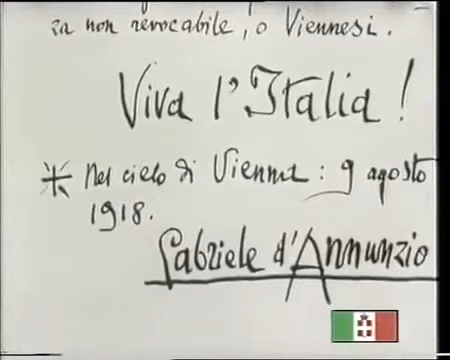 za non revocabile, o Viennesi.
Viva l'Italia!
* Nel cielo di Vienna: 9 agosto
1918.
Gabriele d'Annunzio